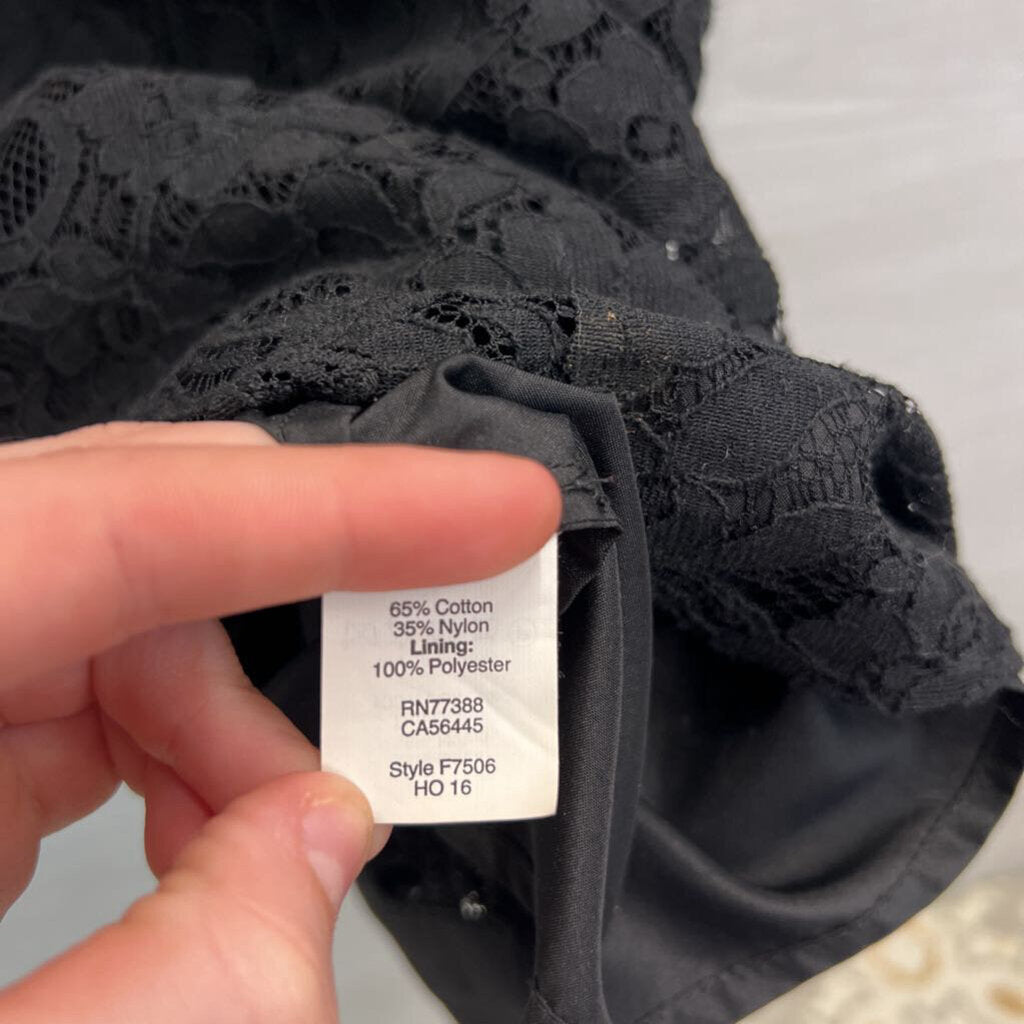 65% Cotton
35% Nylon
Lining:
100% Polyester
RN77388
CA56445
Style F7506
HO 16